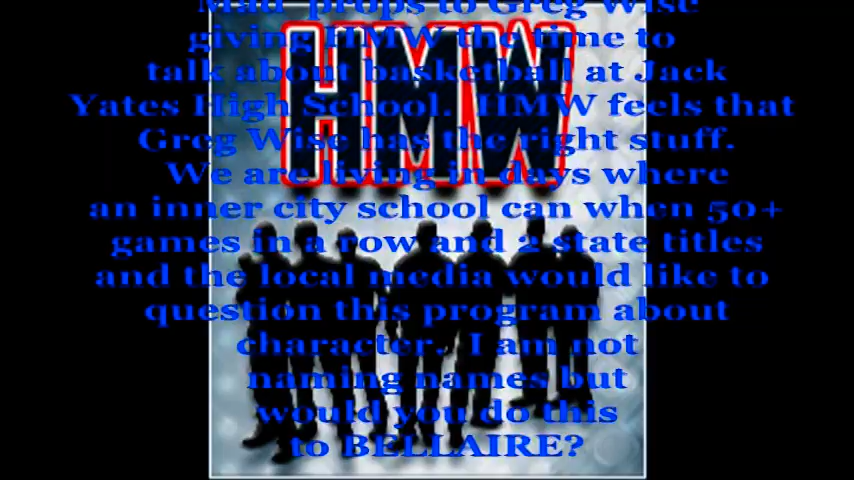 Mad props to Greg Wise
giving HMW the time to
talk about basketball at Jack
Yates High School. HMW feels that
Greg Wise has the right stuff.
We are living in days where
an inner city school can when 50+
games in a row and 2 state titles
and the local media would like to
question this program about
character. I am not
naming names but
would you do this
to BELLAIRE?
HMW